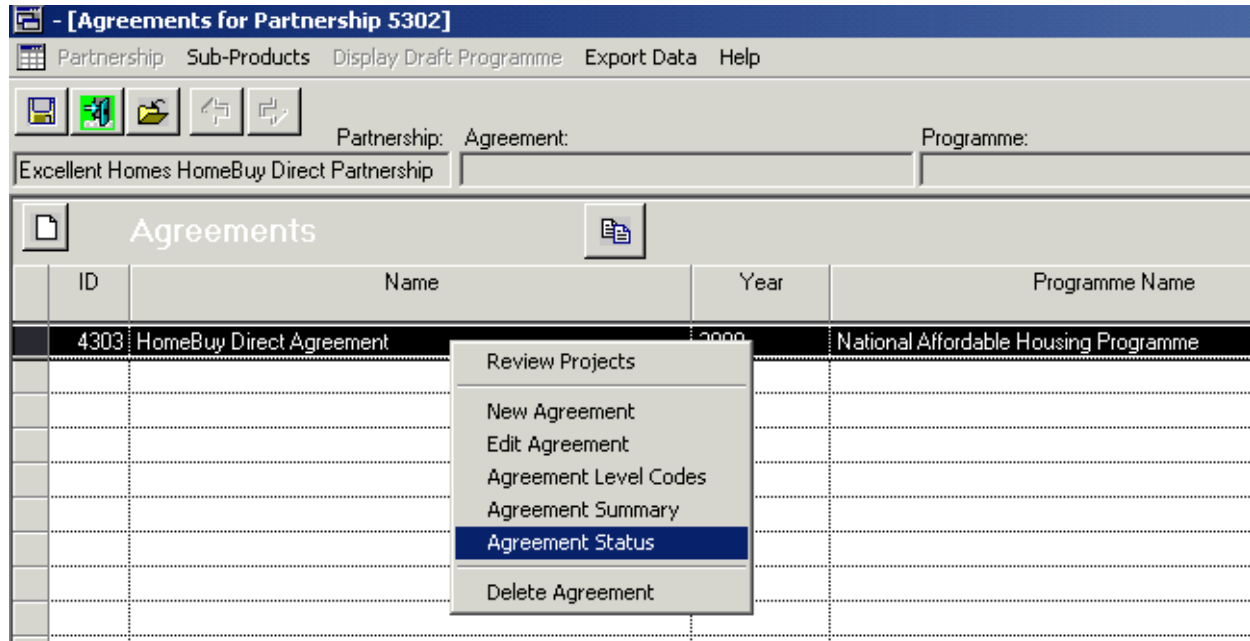 - [Agreements for Partnership 5302]
Partnership Sub-Products Display Draft Programme Export Data Help
Partnership: Agreement: Programme:
Excellent Homes HomeBuy Direct Partnership
Agreements
ID Name Year Programme Name
4303 HomeBuy Direct Agreement National Affordable Housing Programme
Review Projects
New Agreement
Edit Agreement
Agreement Level Codes
Agreement Summary
Agreement Status
Delete Agreement